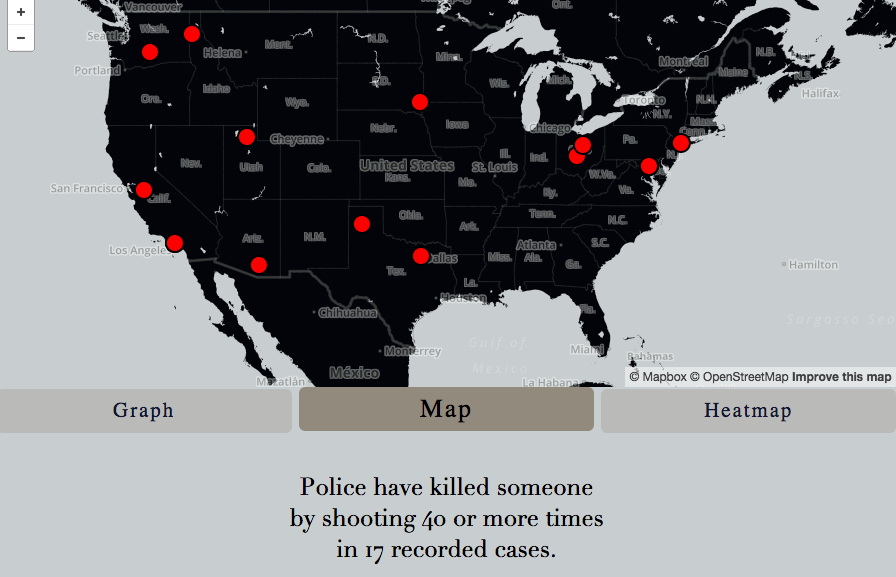 +
−
Vancouver
Ont.
Seattle
Wash.
N.D.
Montréal
N.B.
Helena
Mont.
Minn.
Maine
N.S.
Portland
S.D.
Wis.
Mich.
Toronto
Halifax
Ore.
Idaho
Wyo.
N.Y.
N.H.
Mass.
Conn.
Nebr.
Iowa
Chicago
Cheyenne
Pa.
Nev.
Utah
United States
Ill.
Ind.
Colo.
Kans.
St. Louis
W.Va.
Mo.
Va.
San Francisco
Calif.
Ky.
Okla.
Tenn.
N.C.
Ariz.
N.M.
Ark.
S.C.
Los Angeles
Atlanta
Dallas
Miss.
Ala.
Ga.
Hamilton
Tex.
La.
Houston
Chihuahua
Fla.
Sargasso Sea
Gulf of
Mexico
Monterrey
Miami
Bahamas
México
Mazatlán
La Habana
© Mapbox © OpenStreetMap Improve this map
Graph
Map
Heatmap
Police have killed someone
by shooting 40 or more times
in 17 recorded cases.